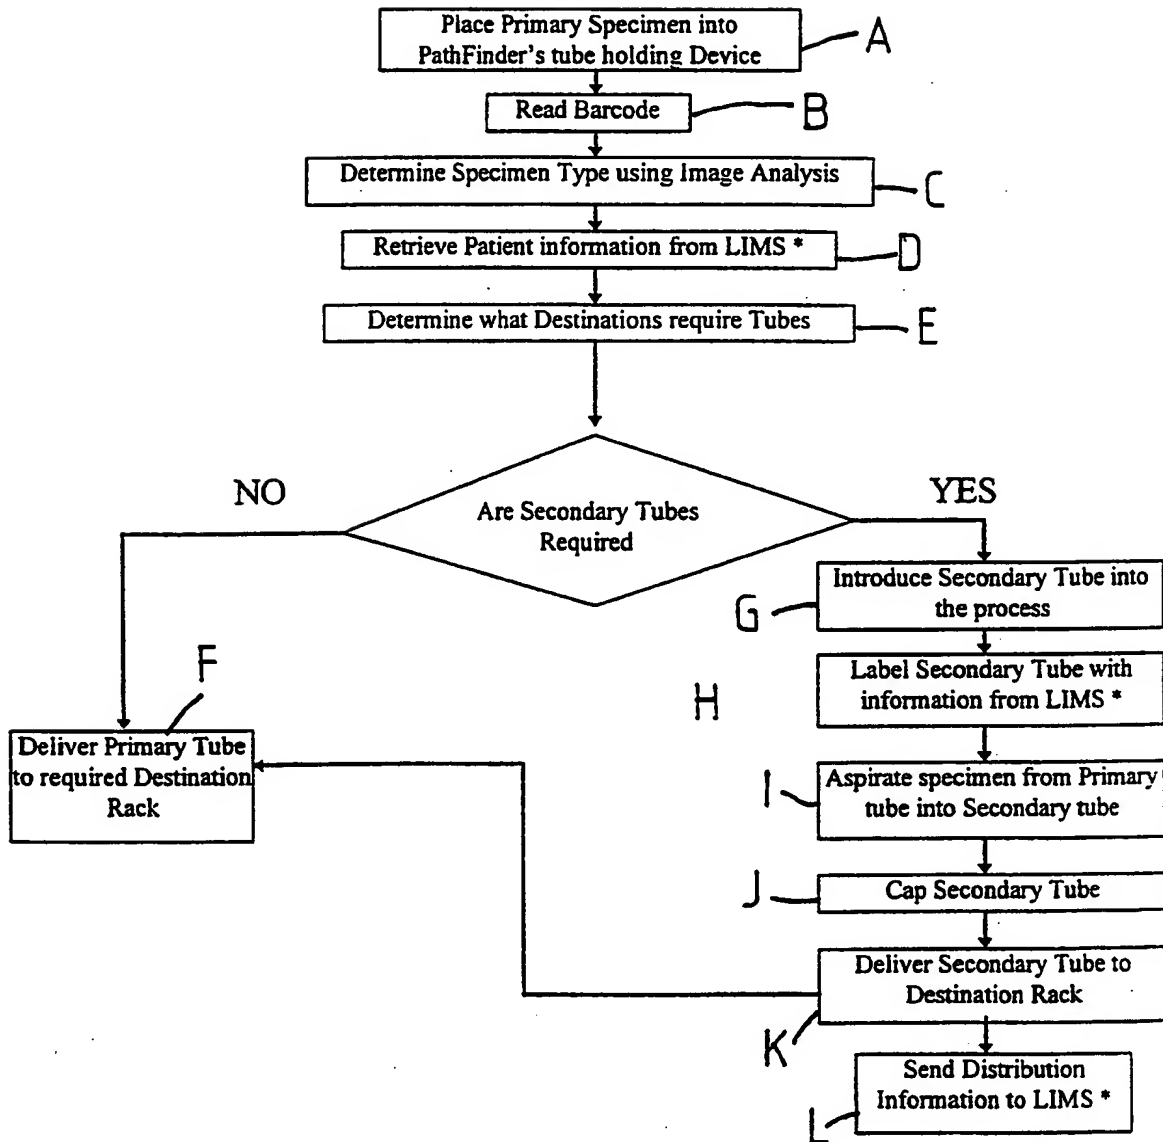 Place Primary Specimen into
PathFinder's tube holding Device
A
Read Barcode
B
Determine Specimen Type using Image Analysis
C
Retrieve Patient information from LIMS *
D
Determine what Destinations require Tubes
E
NO
YES
Are Secondary Tubes
Required
Introduce Secondary Tube into
the process
G
Label Secondary Tube with
information from LIMS *
H
F
Deliver Primary Tube
to required Destination
Rack
Aspirate specimen from Primary
tube into Secondary tube
I
Cap Secondary Tube
J
Deliver Secondary Tube to
Destination Rack
K
Send Distribution
Information to LIMS *
L